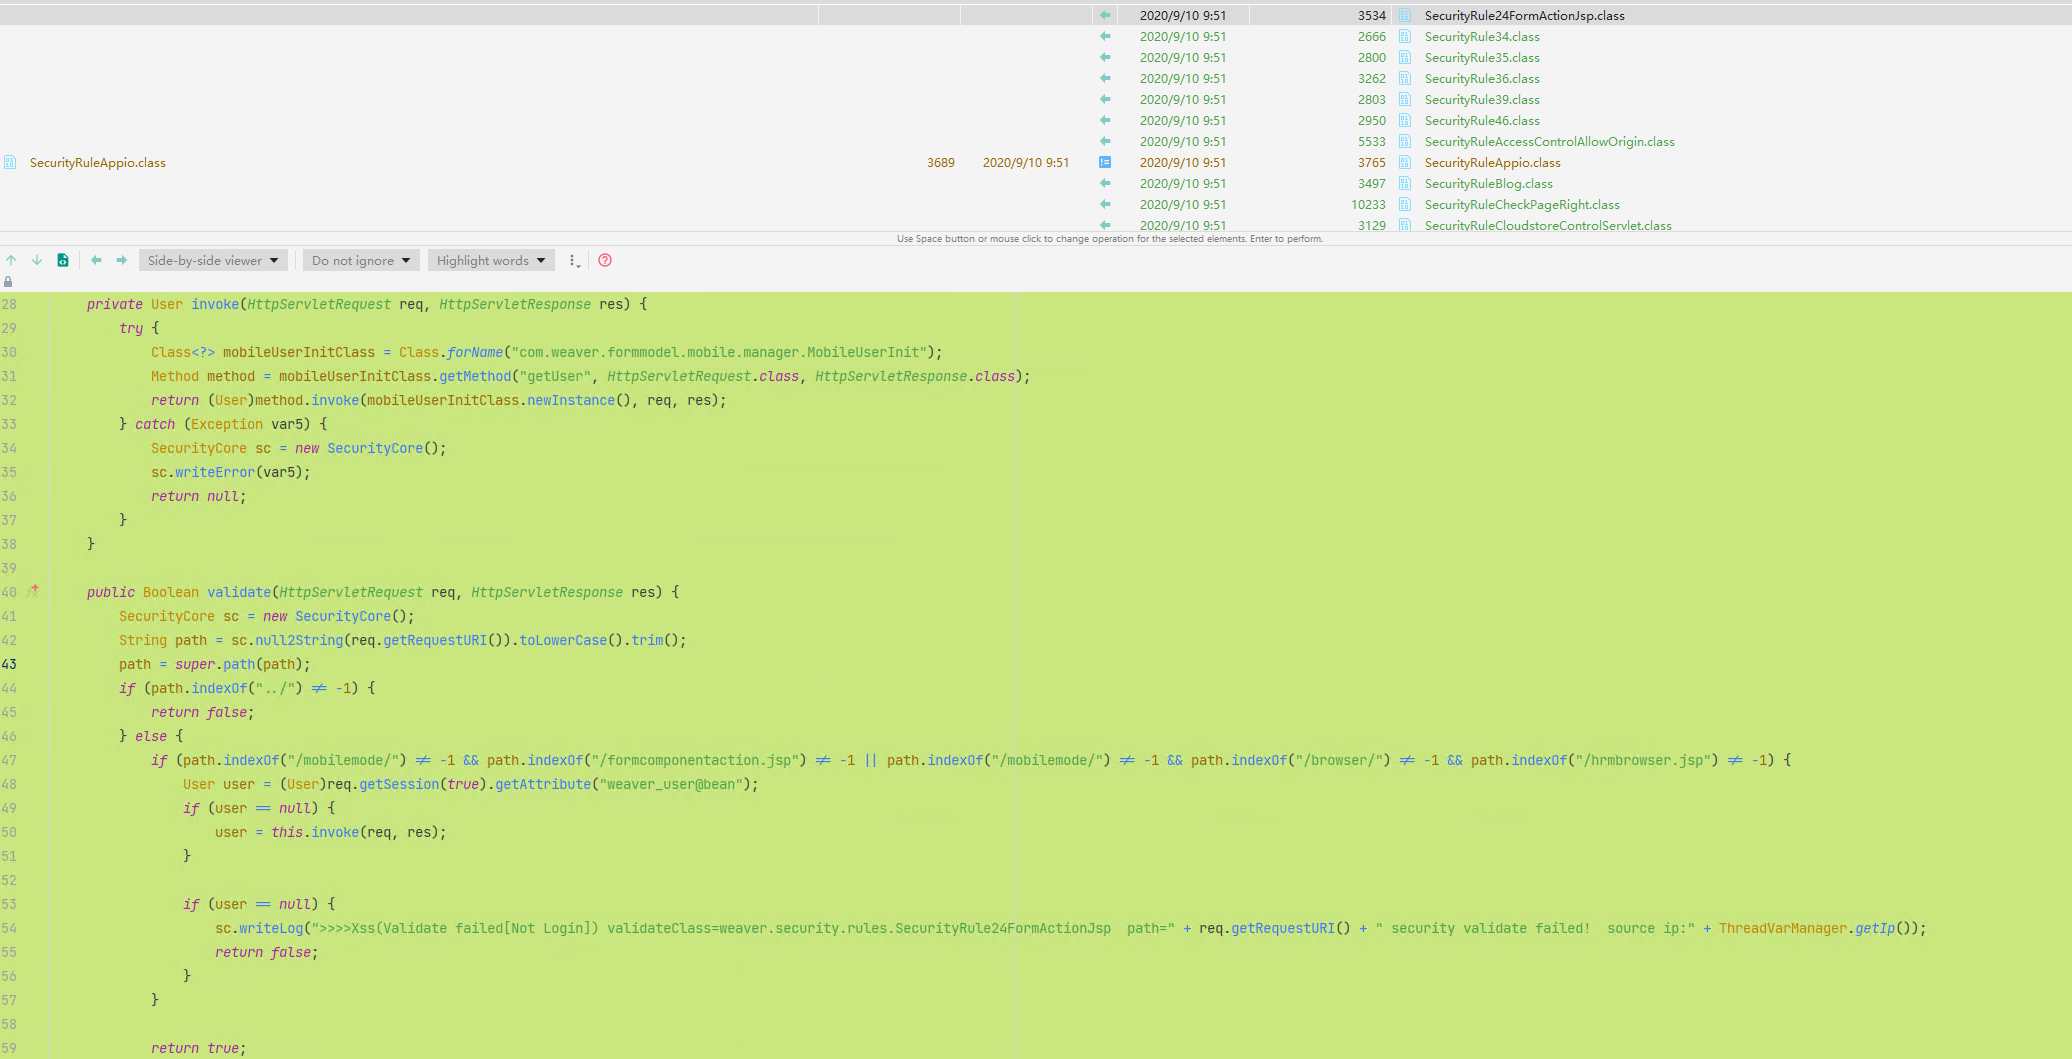 2020/9/10 9:51 3534 SecurityRule24FormActionJsp.class
2020/9/10 9:51 2666 SecurityRule34.class
2020/9/10 9:51 2800 SecurityRule35.class
2020/9/10 9:51 3262 SecurityRule36.class
2020/9/10 9:51 2803 SecurityRule39.class
2020/9/10 9:51 2950 SecurityRule46.class
2020/9/10 9:51 5533 SecurityRuleAccessControlAllowOrigin.class
SecurityRuleAppio.class 3689 2020/9/10 9:51 2020/9/10 9:51 3765 SecurityRuleAppio.class
2020/9/10 9:51 3497 SecurityRuleBlog.class
2020/9/10 9:51 10233 SecurityRuleCheckPageRight.class
2020/9/10 9:51 3129 SecurityRuleCloudstoreControlServlet.class
Use Space button or mouse click to change operation for the selected elements. Enter to perform.
Side-by-side viewer Do not ignore Highlight words
28 private User invoke(HttpServletRequest req, HttpServletResponse res) {
29 try {
30 Class<?> mobileUserInitClass = Class.forName("com.weaver.formmodel.mobile.manager.MobileUserInit");
31 Method method = mobileUserInitClass.getMethod("getUser", HttpServletRequest.class, HttpServletResponse.class);
32 return (User)method.invoke(mobileUserInitClass.newInstance(), req, res);
33 } catch (Exception var5) {
34 SecurityCore sc = new SecurityCore();
35 sc.writeError(var5);
36 return null;
37 }
38 }
39
40 public Boolean validate(HttpServletRequest req, HttpServletResponse res) {
41 SecurityCore sc = new SecurityCore();
42 String path = sc.null2String(req.getRequestURI()).toLowerCase().trim();
43 path = super.path(path);
44 if (path.indexOf("../") != -1) {
45 return false;
46 } else {
47 if (path.indexOf("/mobilemode/") != -1 && path.indexOf("/formcomponentaction.jsp") != -1 || path.indexOf("/mobilemode/") != -1 && path.indexOf("/browser/") != -1 && path.indexOf("/hrmbrowser.jsp") != -1) {
48 User user = (User)req.getSession(true).getAttribute("weaver_user@bean");
49 if (user == null) {
50 user = this.invoke(req, res);
51 }
52
53 if (user == null) {
54 sc.writeLog(">>>>Xss(Validate failed[Not Login]) validateClass=weaver.security.rules.SecurityRule24FormActionJsp  path=" + req.getRequestURI() + " security validate failed!  source ip:" + ThreadVarManager.getIp());
55 return false;
56 }
57 }
58
59 return true;